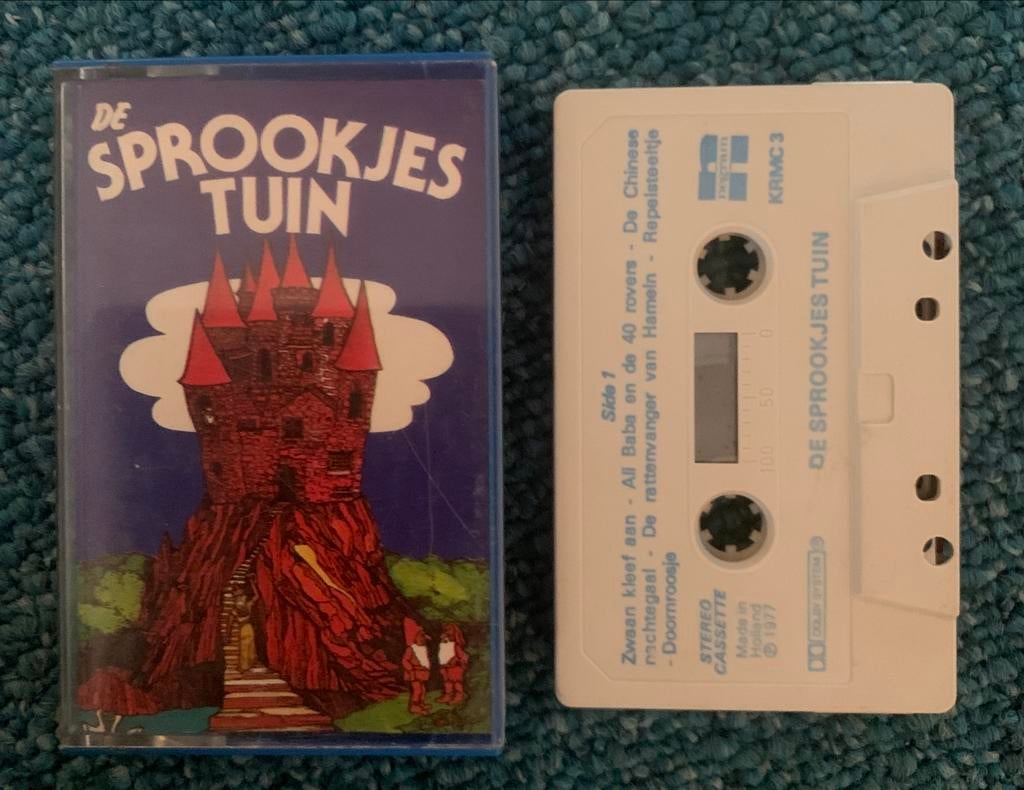 DE
SPROOKJES
TUIN
Side 1
Zwaan kleef aan - Ali Baba en de 40 rovers - De Chinese
nachtegaal - De rattenvanger van Hameln - Repelsteeltje
- Doornroosje
n
negram
KRMC 3
STEREO
CASSETTE
Made in
Holland
℗ 1977
100 50 0
DE SPROOKJES TUIN
DOLBY SYSTEM ®